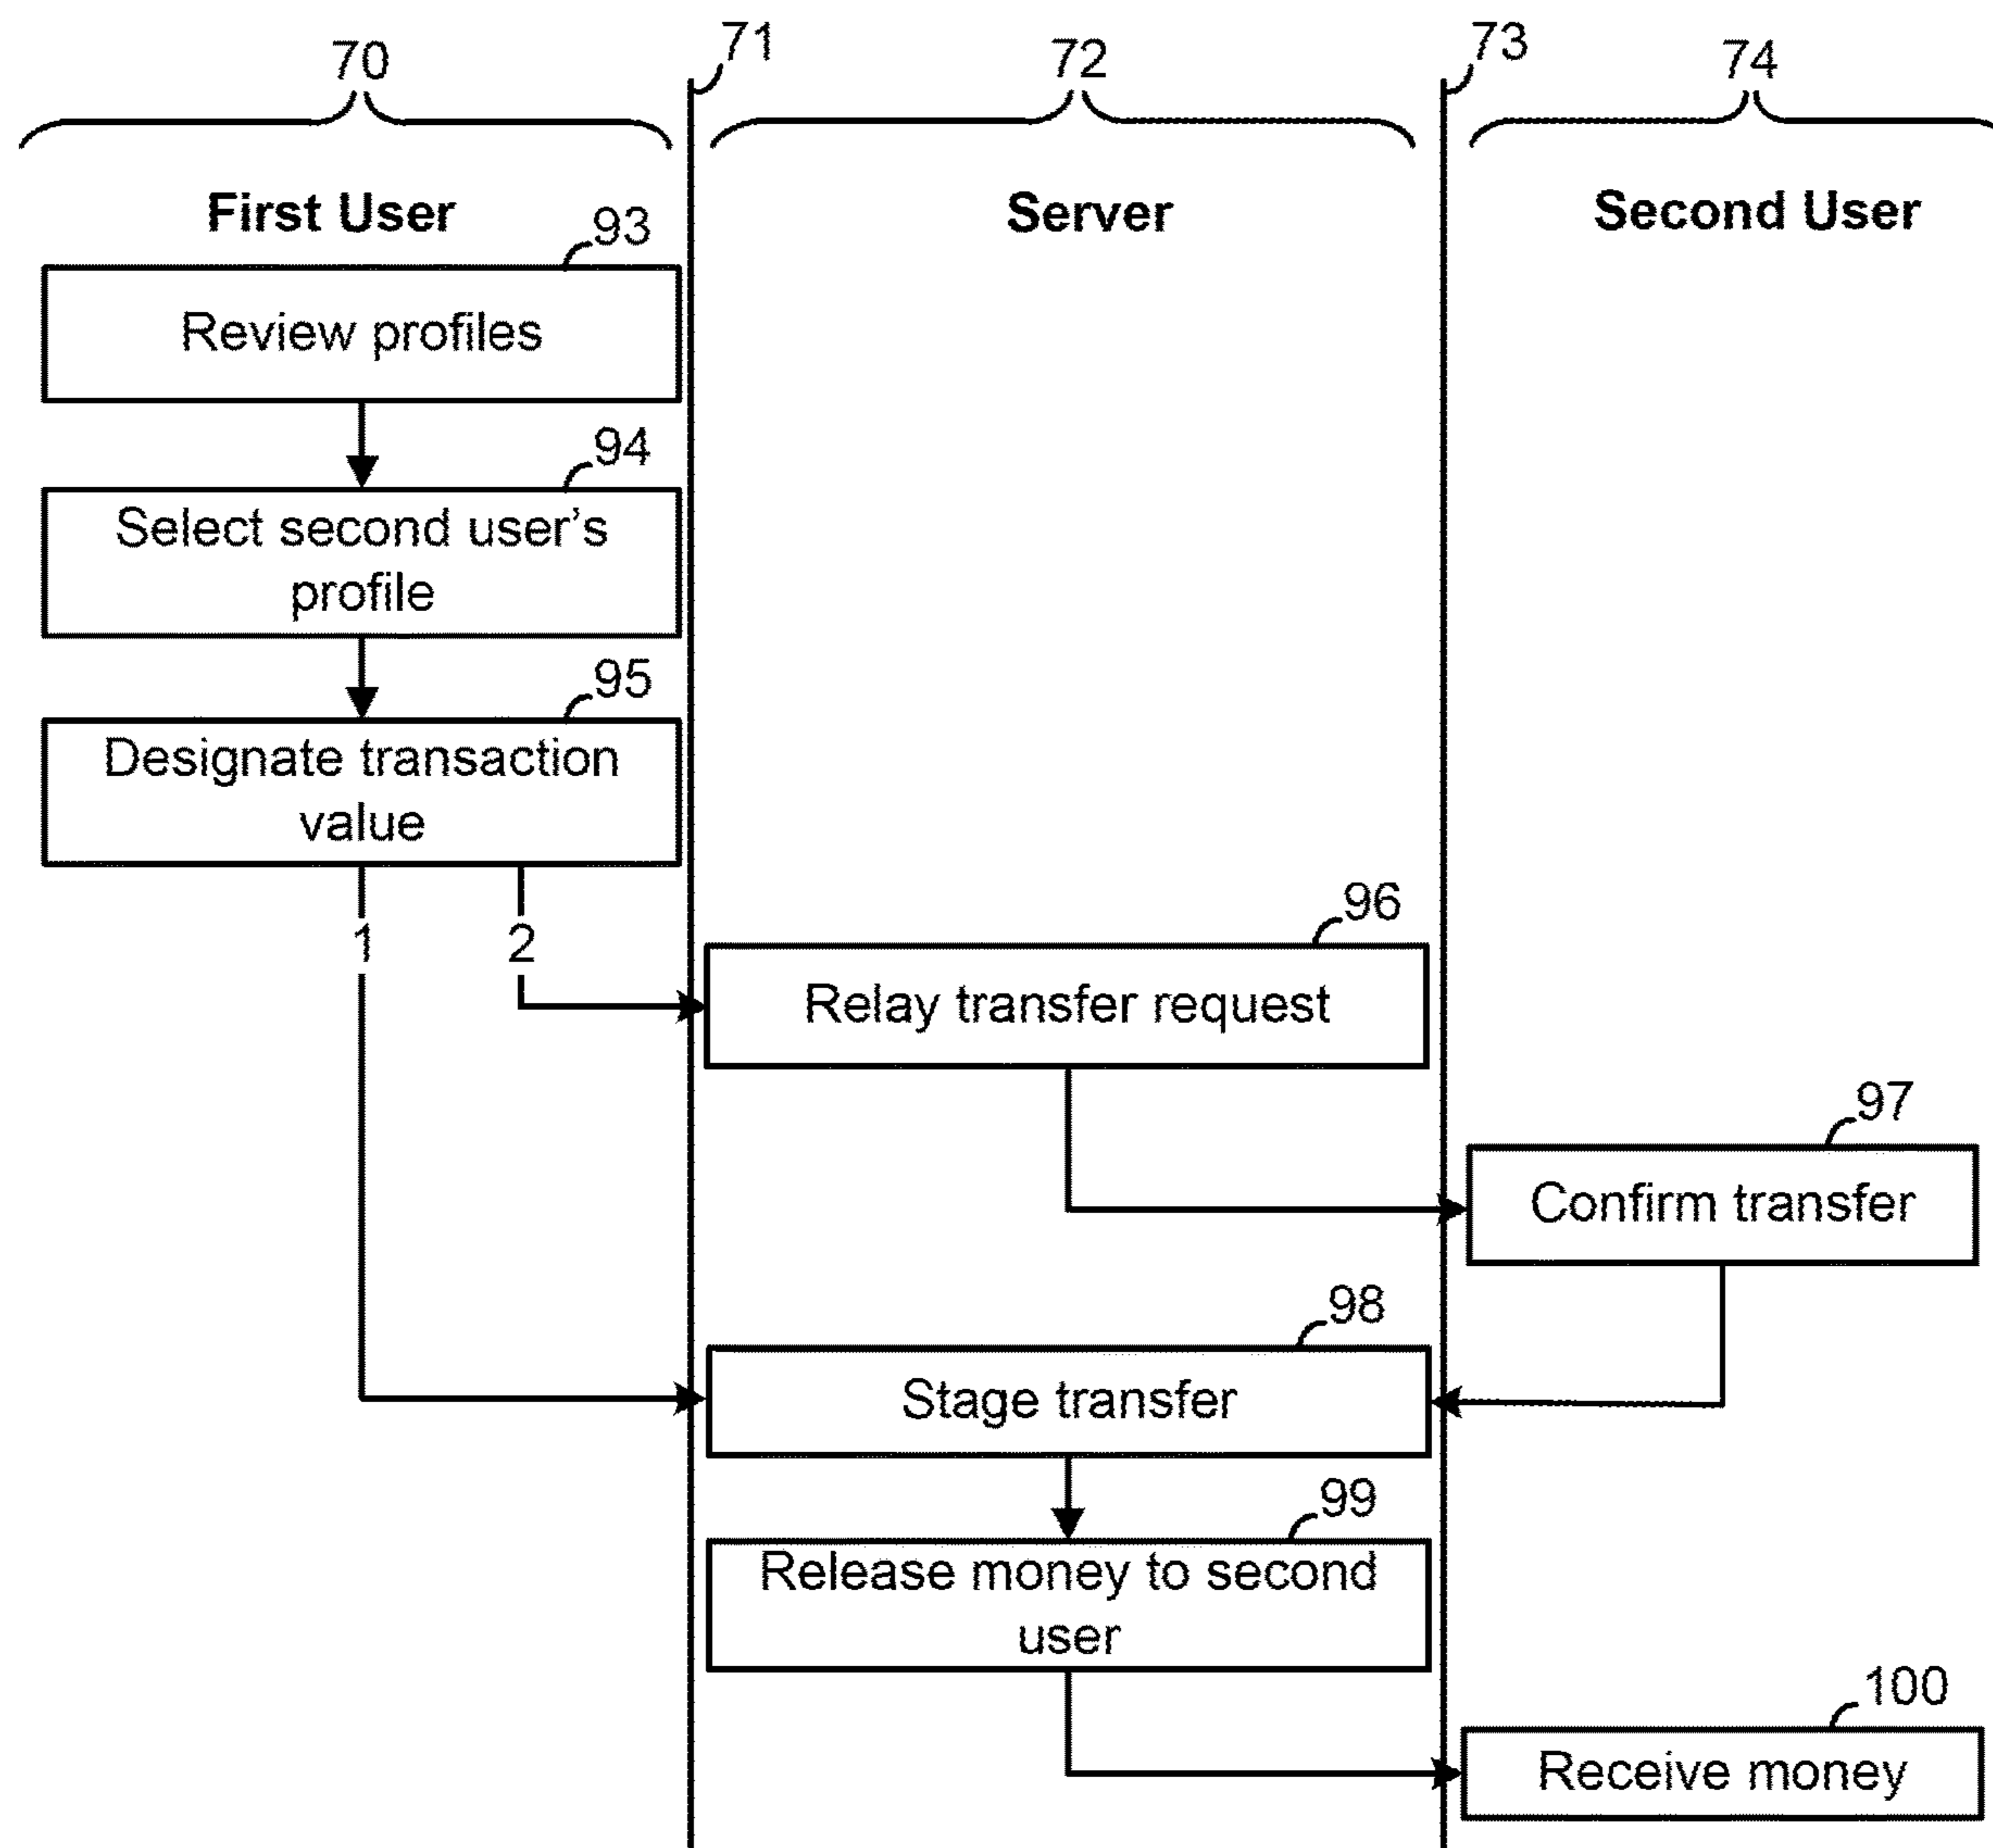 70
71
72
73
74
First User
Server
Second User
93
Review profiles
94
Select second user's
profile
95
Designate transaction
value
1
2
96
Relay transfer request
97
Confirm transfer
98
Stage transfer
99
Release money to second
user
100
Receive money